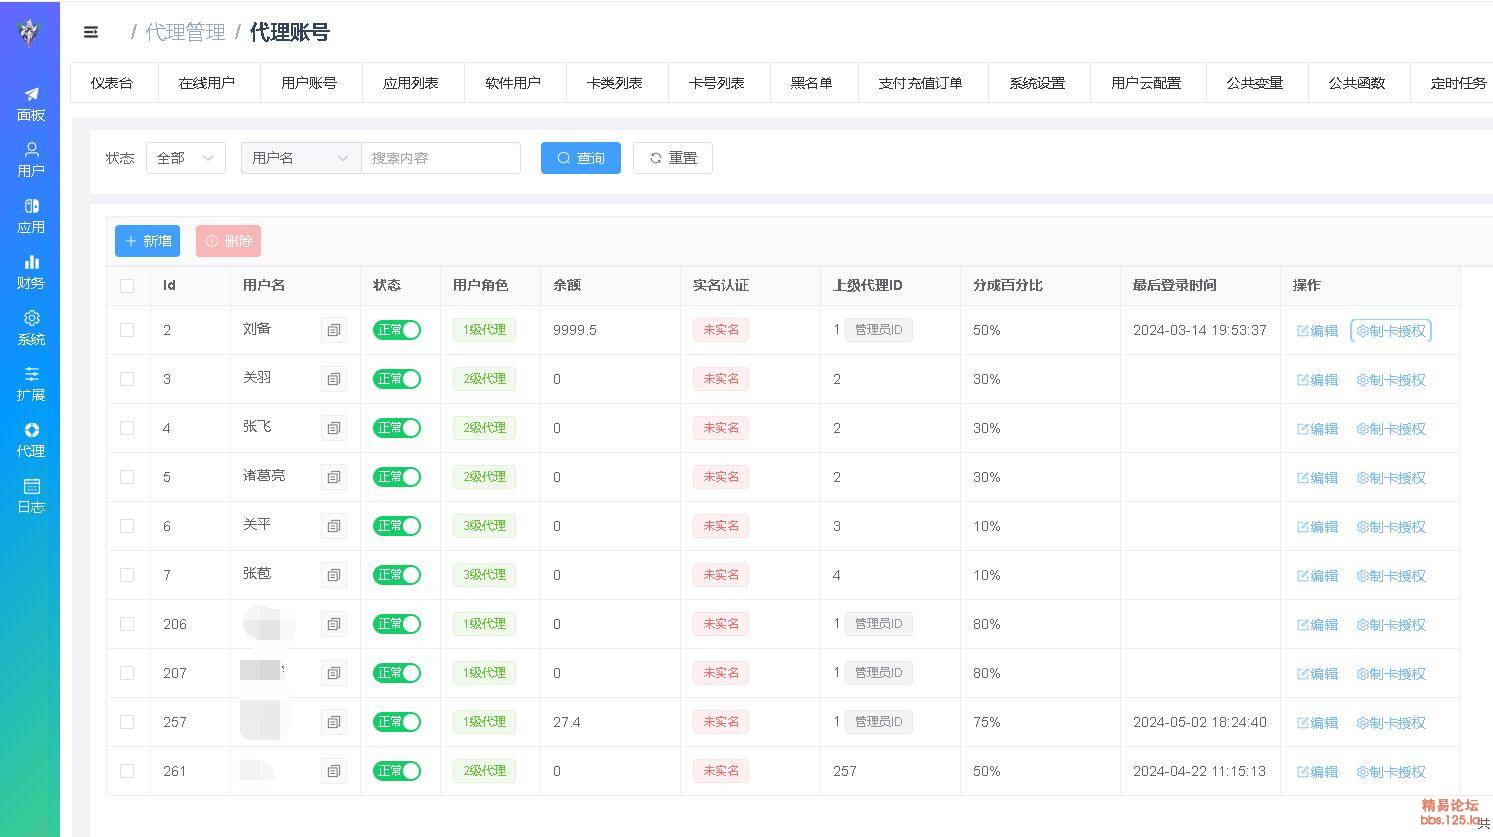 / 代理管理 / 代理账号
仪表台 在线用户 用户账号 应用列表 软件用户 卡类列表 卡号列表 黑名单 支付充值订单 系统设置 用户云配置 公共变量 公共函数 定时任务
面板
用户
应用
财务
系统
扩展
代理
日志
状态 全部 用户名 搜索内容 查询 重置
新增 删除
Id 用户名 状态 用户角色 余额 实名认证 上级代理ID 分成百分比 最后登录时间 操作
2 刘备 正常 1级代理 9999.5 未实名 1 管理员ID 50% 2024-03-14 19:53:37 编辑 制卡授权
3 关羽 正常 2级代理 0 未实名 2 30% 编辑 制卡授权
4 张飞 正常 2级代理 0 未实名 2 30% 编辑 制卡授权
5 诸葛亮 正常 2级代理 0 未实名 2 30% 编辑 制卡授权
6 关平 正常 3级代理 0 未实名 3 10% 编辑 制卡授权
7 张苞 正常 3级代理 0 未实名 4 10% 编辑 制卡授权
206 正常 1级代理 0 未实名 1 管理员ID 80% 编辑 制卡授权
207 正常 1级代理 0 未实名 1 管理员ID 80% 编辑 制卡授权
257 正常 1级代理 27.4 未实名 1 管理员ID 75% 2024-05-02 18:24:40 编辑 制卡授权
261 正常 2级代理 0 未实名 257 50% 2024-04-22 11:15:13 编辑 制卡授权
精易论坛
bbs.125.la
共